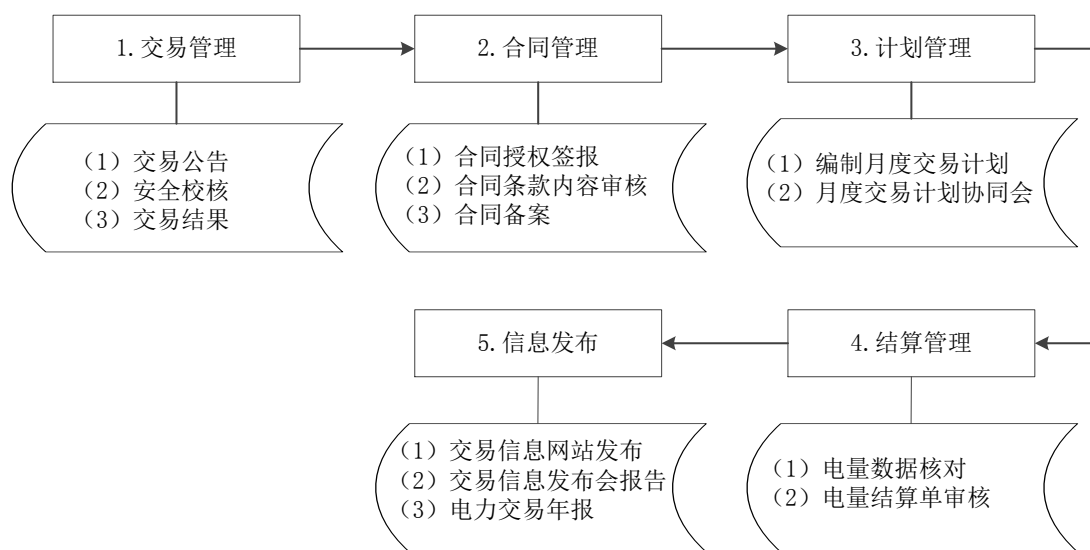 1.交易管理
2.合同管理
3.计划管理
（1）交易公告
（2）安全校核
（3）交易结果
（1）合同授权签报
（2）合同条款内容审核
（3）合同备案
（1）编制月度交易计划
（2）月度交易计划协同会
5.信息发布
4.结算管理
（1）交易信息网站发布
（2）交易信息发布会报告
（3）电力交易年报
（1）电量数据核对
（2）电量结算单审核